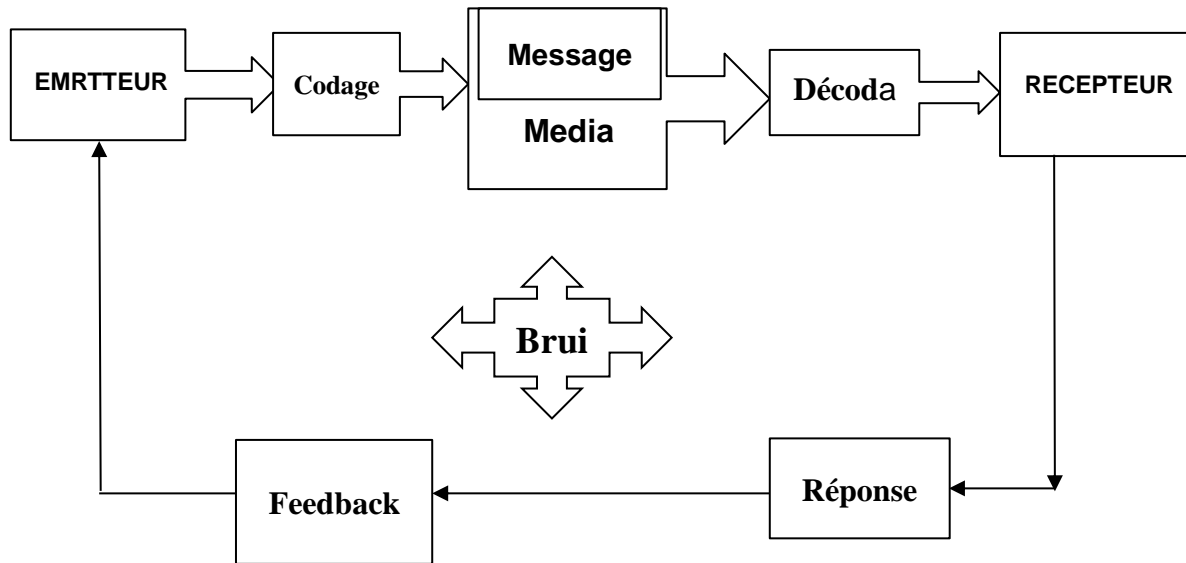 EMRTTEUR
Codage
Message
Media
Décoda
RECEPTEUR
Brui
Feedback
Réponse